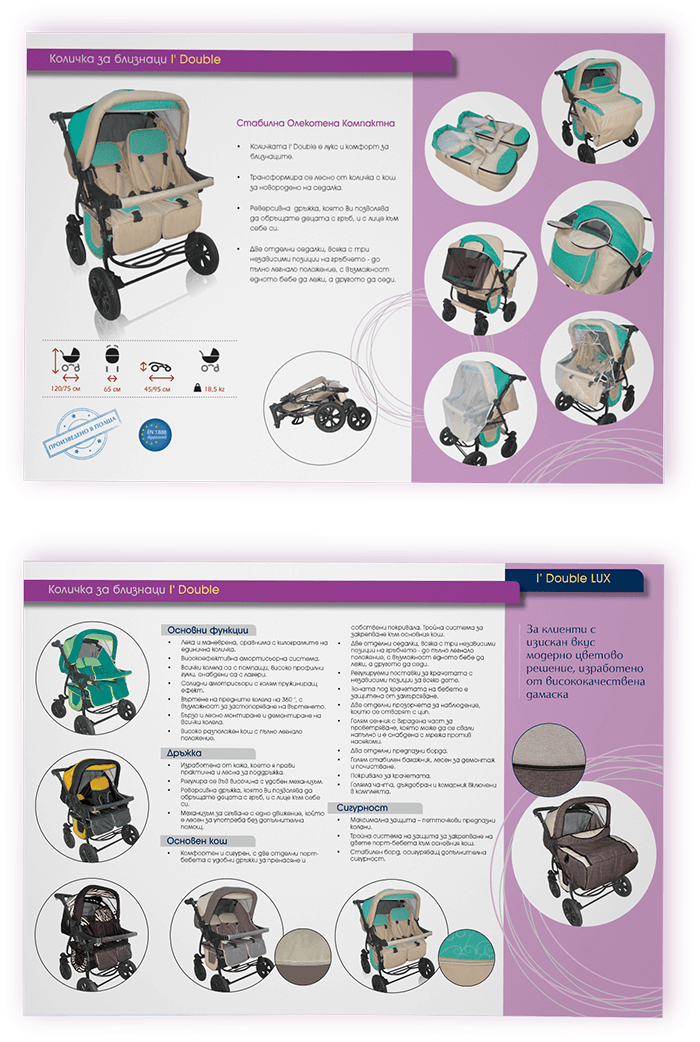 Количка за близнаци I' Double
Стабилна Олекотена Компактна
• Количката I' Double е лукс и комфорт за
близнаците.
• Трансформира се лесно от количка с кош
за новородено на седалка.
• Реверсивна дръжка, която Ви позволява
да обръщате децата с гръб, и с лице към
себе си.
• Две отделни седалки, всяка с три
независими позиции на гръбчето - до
пълно легнало положение, с възможност
едното бебе да лежи, а другото да седи.
120/75 см
65 см
45/95 см
18,5 кг
ПРОИЗВЕДЕНО В ПОЛША
EN 1888
Approved
Количка за близнаци I' Double
I' Double LUX
Основни функции
• Лека и маневрена, сравнима с килограмите на
единична количка.
• Високоефективна амортисьорна система.
• Всички колела са с помпащи, високо профилни
гуми, снабдени са с лагери.
• Солидни амортисьори с голям пружиниращ
ефект.
• Въртене на предните колела на 360°, с
възможност за застопоряване на въртенето.
• Бързо и лесно монтиране и демонтиране на
всички колела.
• Високо разположен кош с пълно легнало
положение.
Дръжка
• Изработена от кожа, което я прави
практична и лесна за поддръжка.
• Регулира се във височина с удобен механизъм.
• Реверсивна дръжка, която Ви позволява да
обръщате децата с гръб, и с лице към себе
си.
• Механизъм за сгъване с едно движение, който
е лесен за употреба без допълнителна
помощ.
Основен кош
• Комфортен и сигурен, с две отделни порт-
бебета с удобни дръжки за пренасяне и
собствени покривала. Тройна система за
закрепване към основния кош.
• Две отделни седалки, всяка с три независими
позиции на гръбчето - до пълно легнало
положение, с възможност едното бебе да
лежи, а другото да седи.
• Регулируеми поставки за крачетата с
независими позиции за всяко дете.
• Зоната под крачетата на бебето е
защитена от замърсяване.
• Две отделни прозорчета за наблюдение,
които се отварят с цип.
• Голям сенник с вградена част за
проветряване, която може да се свали
напълно и е снабдена с мрежа против
насекоми.
• Два отделни предпазни борда.
• Голям стабилен багажник, лесен за демонтаж
и почистване.
• Покривало за крачетата.
• Голяма чанта, дъждобран и комарник включени
в комплекта.
Сигурност
• Максимална защита – петточкови предпазни
колани.
• Тройна система на защита за закрепване на
двете порт-бебета към основния кош.
• Стабилен борд, осигуряващ допълнителна
сигурност.
За клиенти с
изискан вкус
модерно цветово
решение, изработено
от висококачествена
дамаска